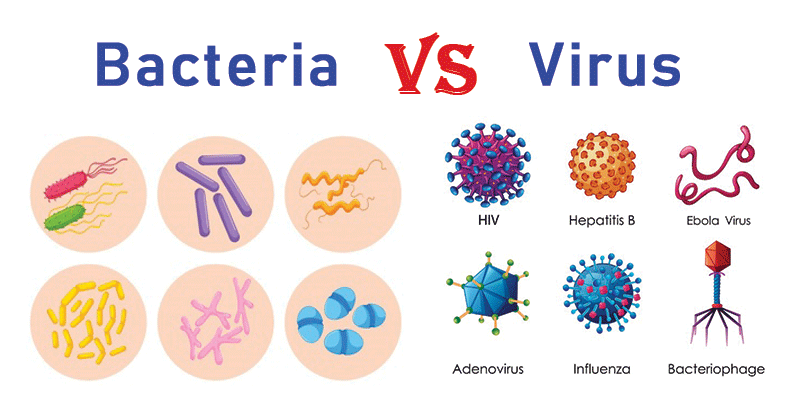 Bacteria VS Virus
HIV
Hepatitis B
Ebola Virus
Adenovirus
Influenza
Bacteriophage